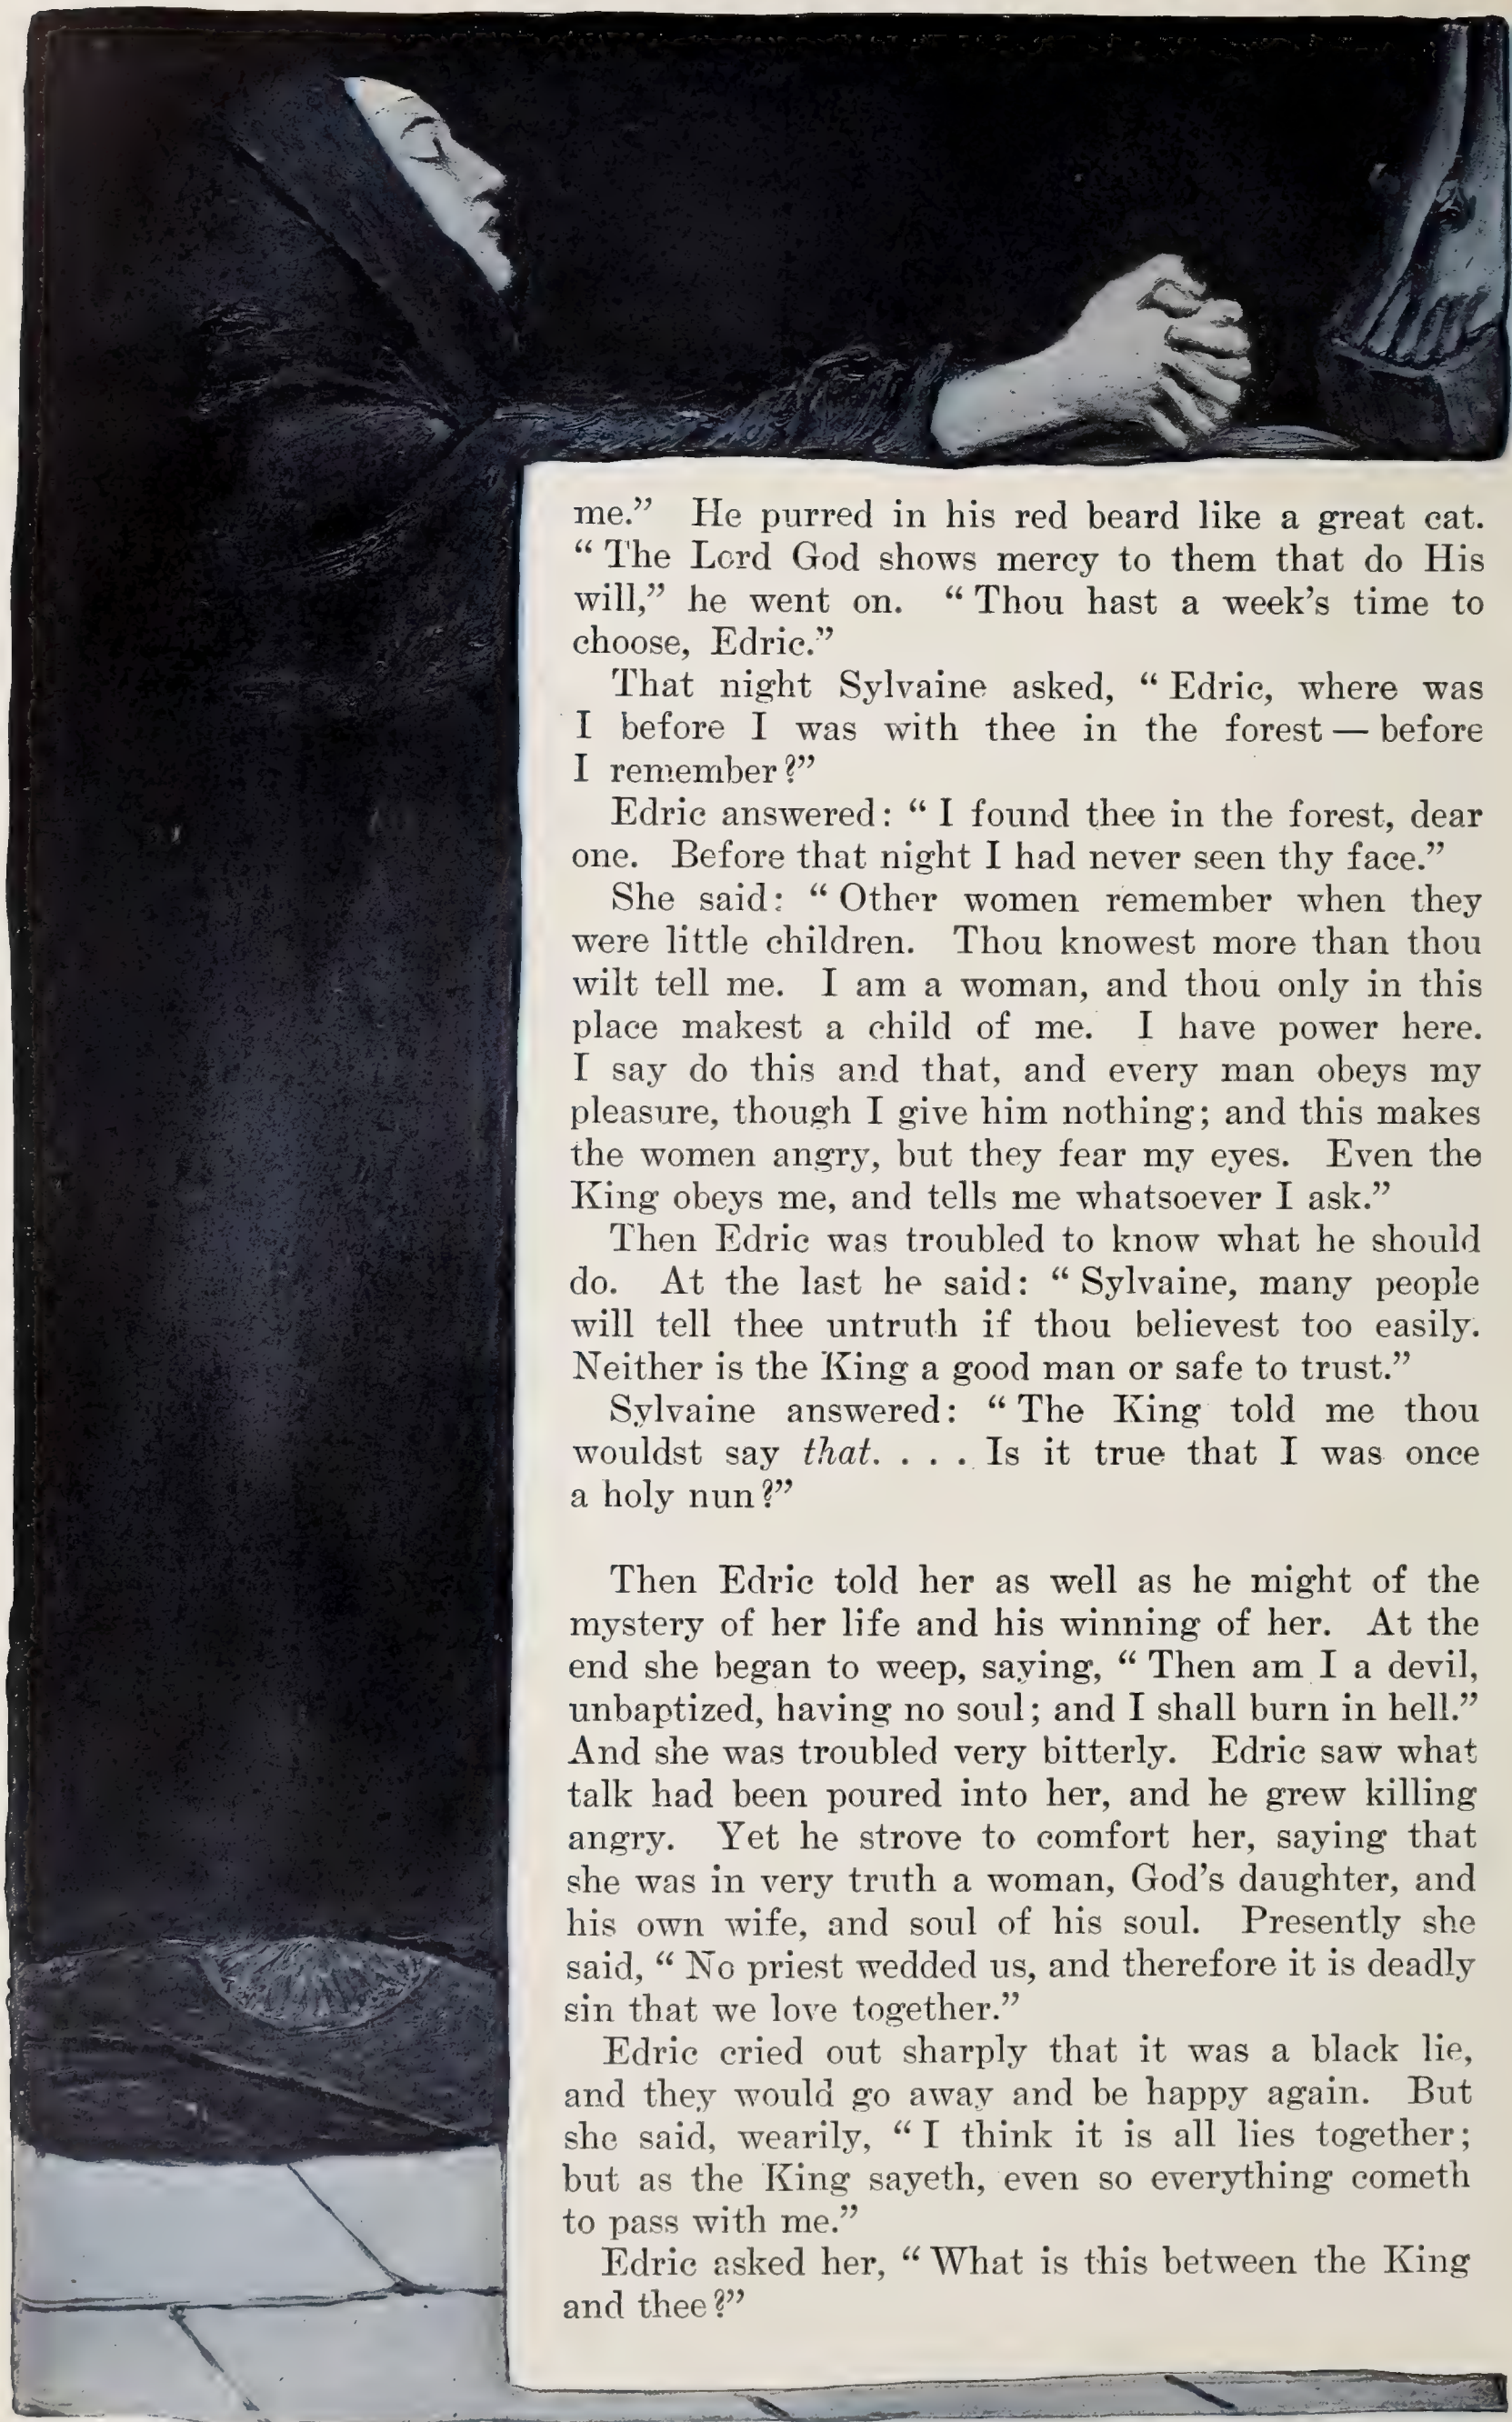 me.” He purred in his red beard like a great cat.
“The Lord God shows mercy to them that do His
will,” he went on. “Thou hast a week's time to
choose, Edric.”
That night Sylvaine asked, “Edric, where was
I before I was with thee in the forest — before
I remember?”
Edric answered: “I found thee in the forest, dear
one. Before that night I had never seen thy face.”
She said: “Other women remember when they
were little children. Thou knowest more than thou
wilt tell me. I am a woman, and thou only in this
place makest a child of me. I have power here.
I say do this and that, and every man obeys my
pleasure, though I give him nothing; and this makes
the women angry, but they fear my eyes. Even the
King obeys me, and tells me whatsoever I ask.”
Then Edric was troubled to know what he should
do. At the last he said: “Sylvaine, many people
will tell thee untruth if thou believest too easily.
Neither is the King a good man or safe to trust.”
Sylvaine answered: “The King told me thou
wouldst say that. . . . Is it true that I was once
a holy nun?”
Then Edric told her as well as he might of the
mystery of her life and his winning of her. At the
end she began to weep, saying, “Then am I a devil,
unbaptized, having no soul; and I shall burn in hell.”
And she was troubled very bitterly. Edric saw what
talk had been poured into her, and he grew killing
angry. Yet he strove to comfort her, saying that
she was in very truth a woman, God's daughter, and
his own wife, and soul of his soul. Presently she
said, “No priest wedded us, and therefore it is deadly
sin that we love together.”
Edric cried out sharply that it was a black lie,
and they would go away and be happy again. But
she said, wearily, “I think it is all lies together;
but as the King sayeth, even so everything cometh
to pass with me.”
Edric asked her, “What is this between the King
and thee?”